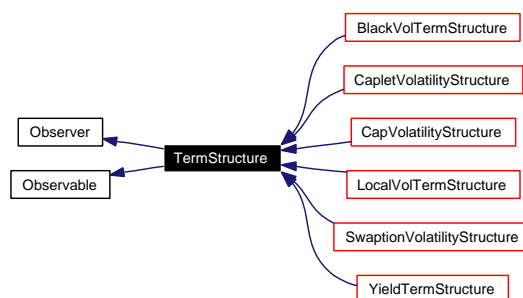 Observer
Observable
TermStructure
BlackVolTermStructure
CapletVolatilityStructure
CapVolatilityStructure
LocalVolTermStructure
SwaptionVolatilityStructure
YieldTermStructure